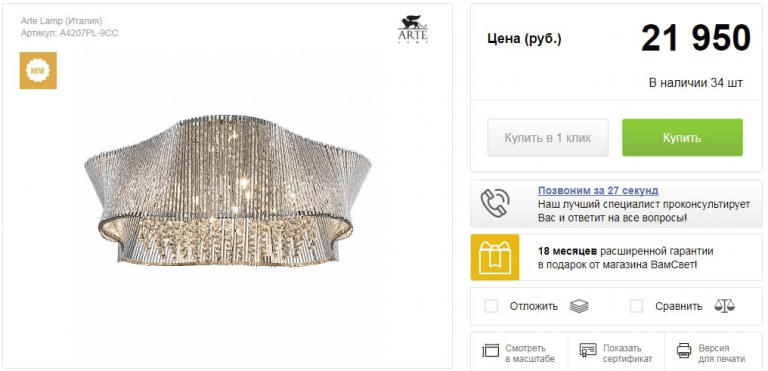 Arte Lamp (Италия)
Артикул: A4207PL-9CC
ARTE
LAMP
NEW
Цена (руб.)
21 950
В наличии 34 шт
Купить в 1 клик
Купить
Позвоним за 27 секунд
Наш лучший специалист проконсультирует
Вас и ответит на все вопросы!
18 месяцев расширенной гарантии
в подарок от магазина ВамСвет!
Отложить
Сравнить
Смотреть
в масштабе
Показать
сертификат
Версия
для печати